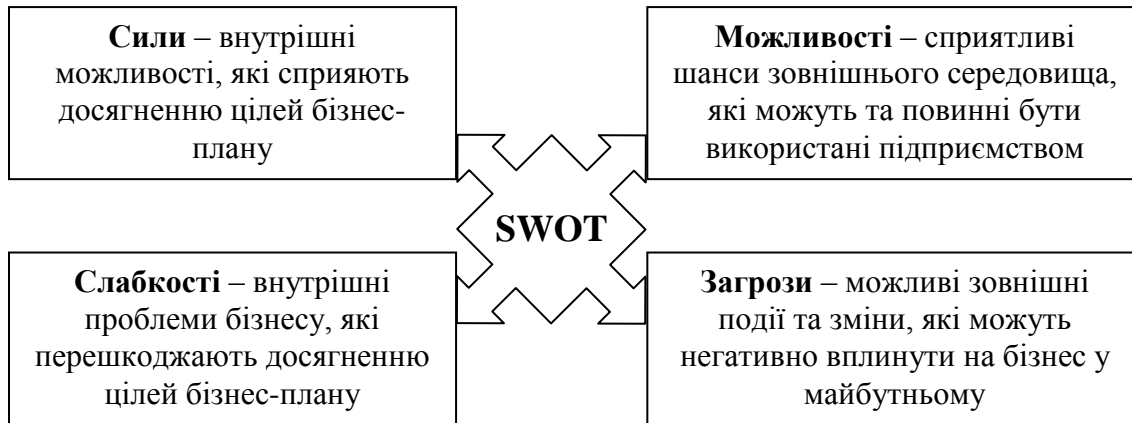 Сили – внутрішні
можливості, які сприяють
досягненню цілей бізнес-
плану
Можливості – сприятливі
шанси зовнішнього середовища,
які можуть та повинні бути
використані підприємством
SWOT
Слабкості – внутрішні
проблеми бізнесу, які
перешкоджають досягненню
цілей бізнес-плану
Загрози – можливі зовнішні
події та зміни, які можуть
негативно вплинути на бізнес у
майбутньому